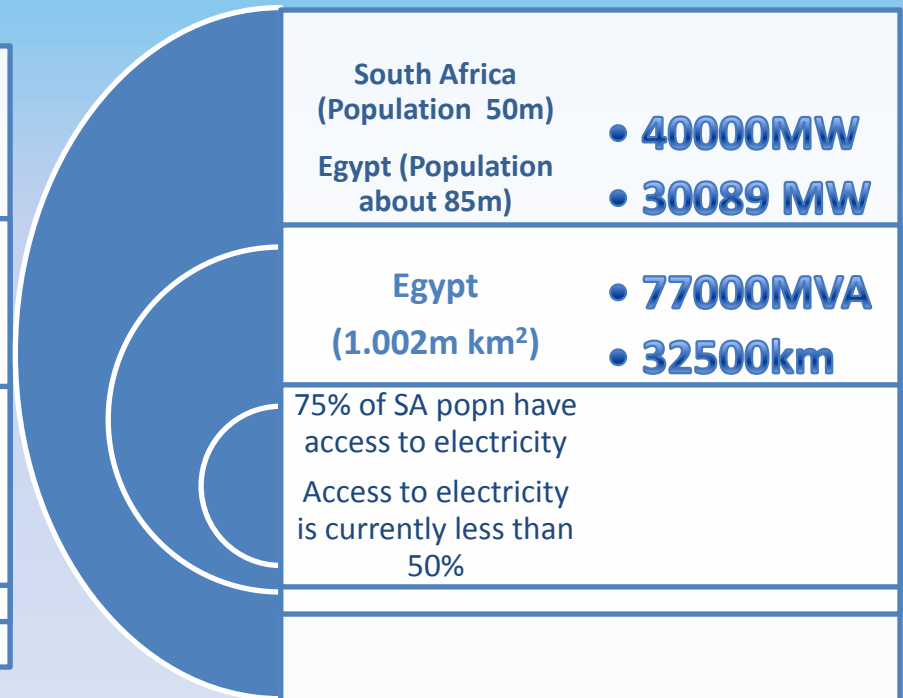 South Africa
(Population 50m)
Egypt (Population
about 85m)
• 40000MW
• 30089 MW
Egypt
(1.002m km²)
• 77000MVA
• 32500km
75% of SA popn have
access to electricity
Access to electricity
is currently less than
50%